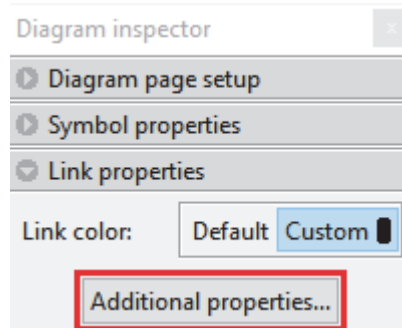 Diagram inspector x
Diagram page setup
Symbol properties
Link properties
Link color: Default Custom
Additional properties...